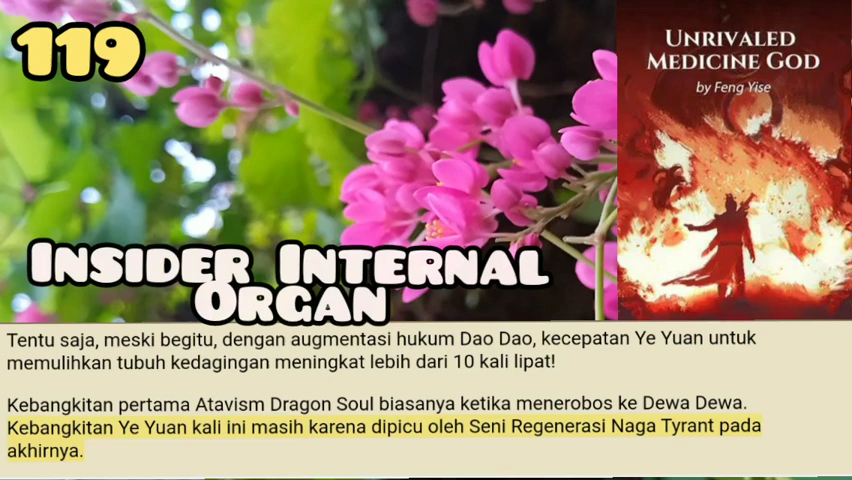 119
UNRIVALED
MEDICINE GOD
by Feng Yise
INSIDER INTERNAL
ORGAN
Tentu saja, meski begitu, dengan augmentasi hukum Dao Dao, kecepatan Ye Yuan untuk
memulihkan tubuh kedagingan meningkat lebih dari 10 kali lipat!
Kebangkitan pertama Atavism Dragon Soul biasanya ketika menerobos ke Dewa Dewa.
Kebangkitan Ye Yuan kali ini masih karena dipicu oleh Seni Regenerasi Naga Tyrant pada
akhirnya.